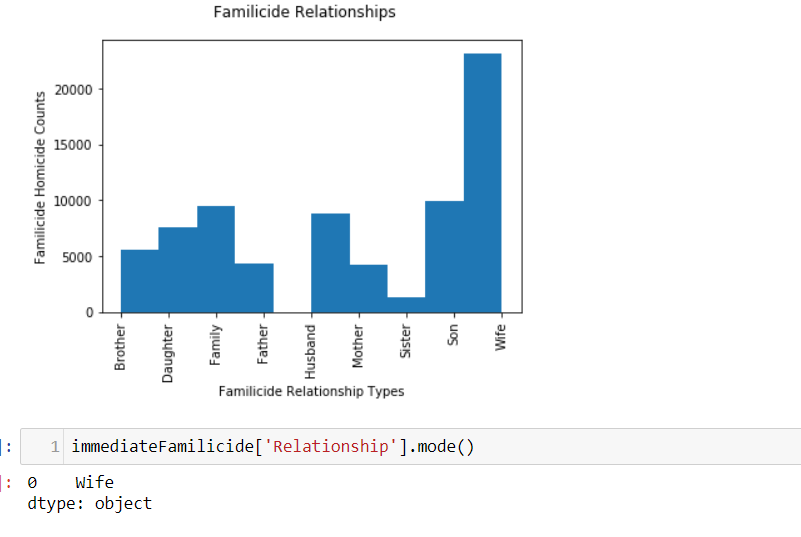 Familicide Relationships
Familicide Homicide Counts
20000
15000
10000
5000
0
Brother
Daughter
Family
Father
Husband
Mother
Sister
Son
Wife
Familicide Relationship Types
]: 1 immediateFamilicide['Relationship'].mode()
]: 0 Wife
dtype: object